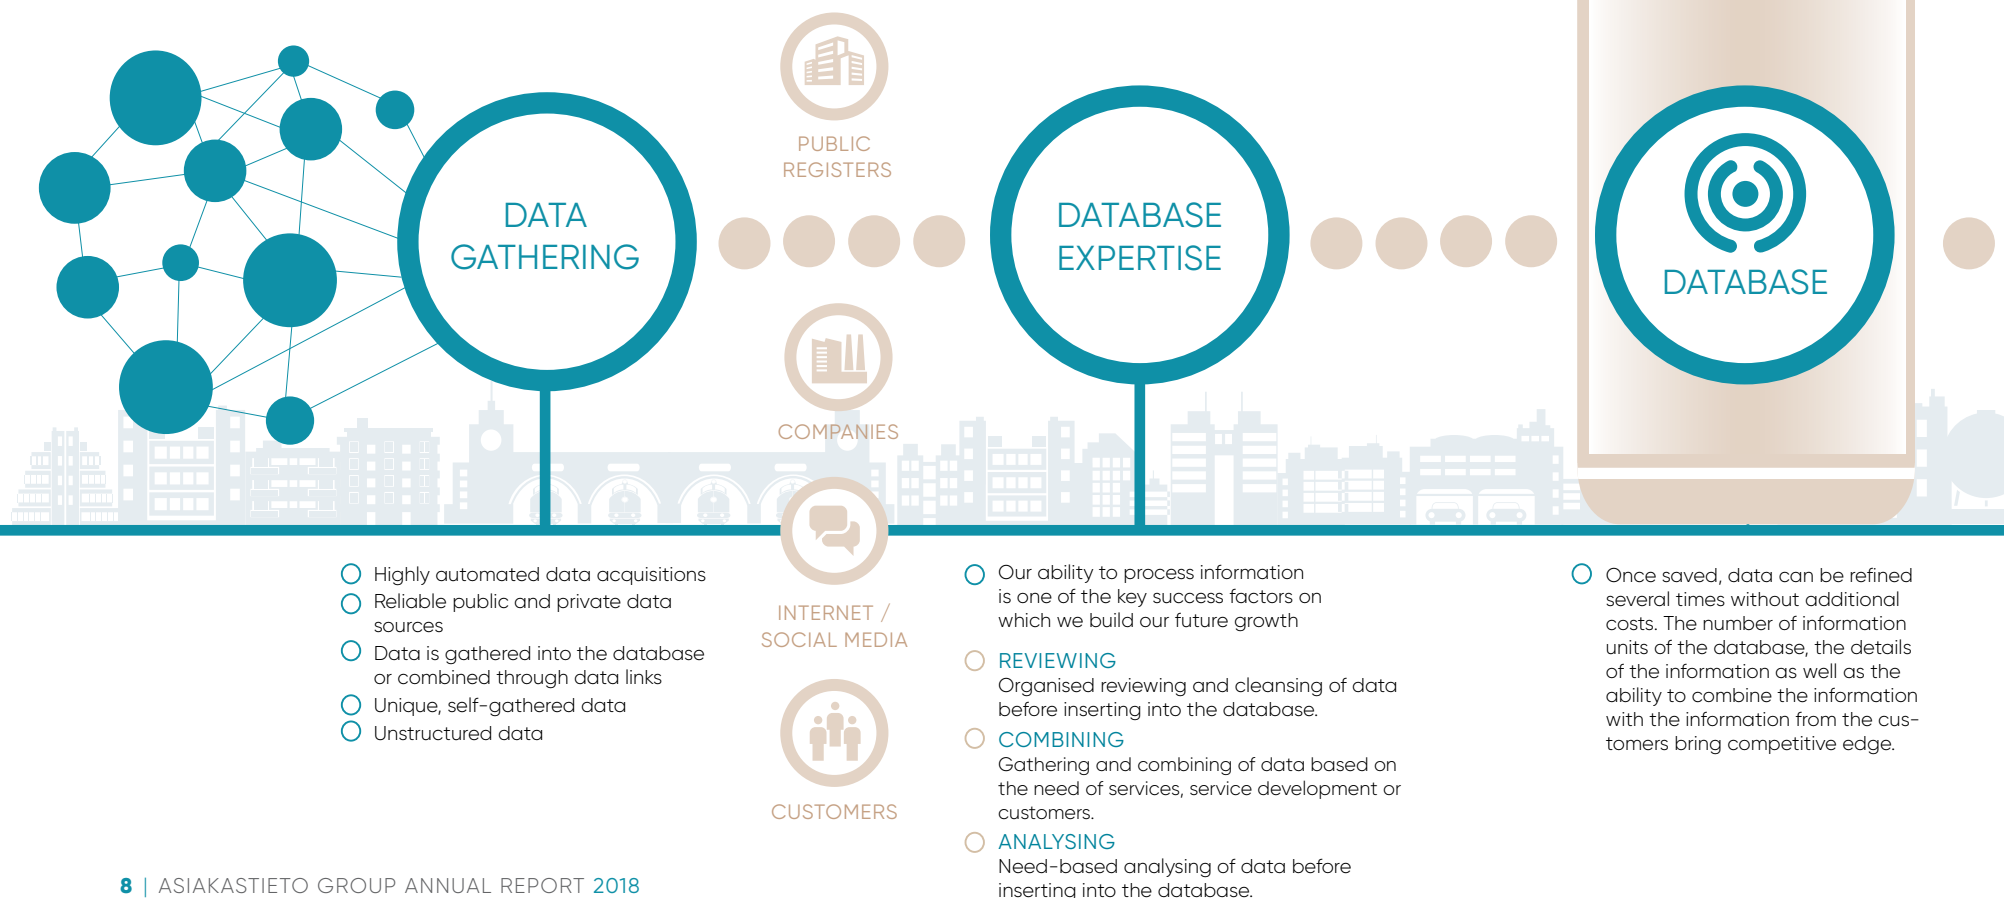 DATA
GATHERING
PUBLIC
REGISTERS
COMPANIES
INTERNET /
SOCIAL MEDIA
CUSTOMERS
DATABASE
EXPERTISE
DATABASE
Highly automated data acquisitions
Reliable public and private data
sources
Data is gathered into the database
or combined through data links
Unique, self-gathered data
Unstructured data
Our ability to process information
is one of the key success factors on
which we build our future growth
REVIEWING
Organised reviewing and cleansing of data
before inserting into the database.
COMBINING
Gathering and combining of data based on
the need of services, service development or
customers.
ANALYSING
Need-based analysing of data before
inserting into the database.
Once saved, data can be refined
several times without additional
costs. The number of information
units of the database, the details
of the information as well as the
ability to combine the information
with the information from the cus-
tomers bring competitive edge.
8 | ASIAKASTIETO GROUP ANNUAL REPORT 2018